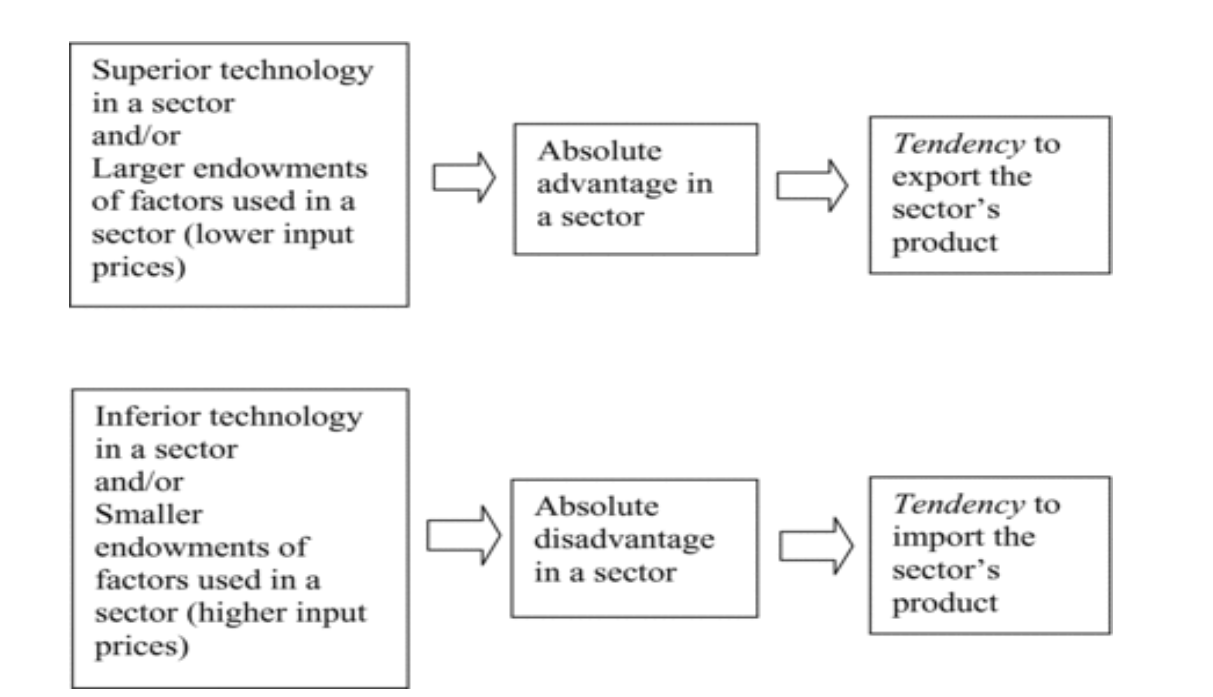 Superior technology
in a sector
and/or
Larger endowments
of factors used in a
sector (lower input
prices)
Absolute
advantage in
a sector
Tendency to
export the
sector's
product
Inferior technology
in a sector
and/or
Smaller
endowments of
factors used in a
sector (higher input
prices)
Absolute
disadvantage
in a sector
Tendency to
import the
sector's
product